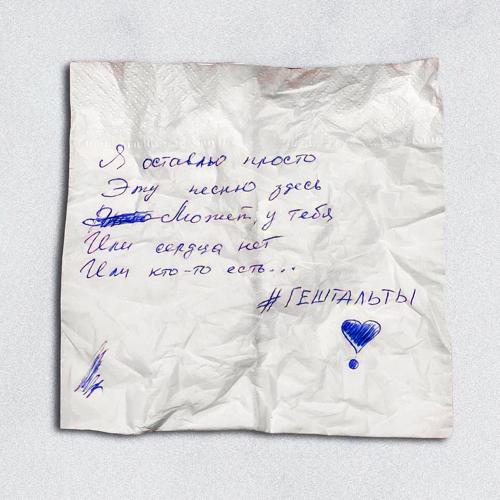 Я оставлю просто
Эту песню здесь
Может, у тебя
Или сердца нет
Или кто-то есть...
#ГЕШТАЛЬТЫ